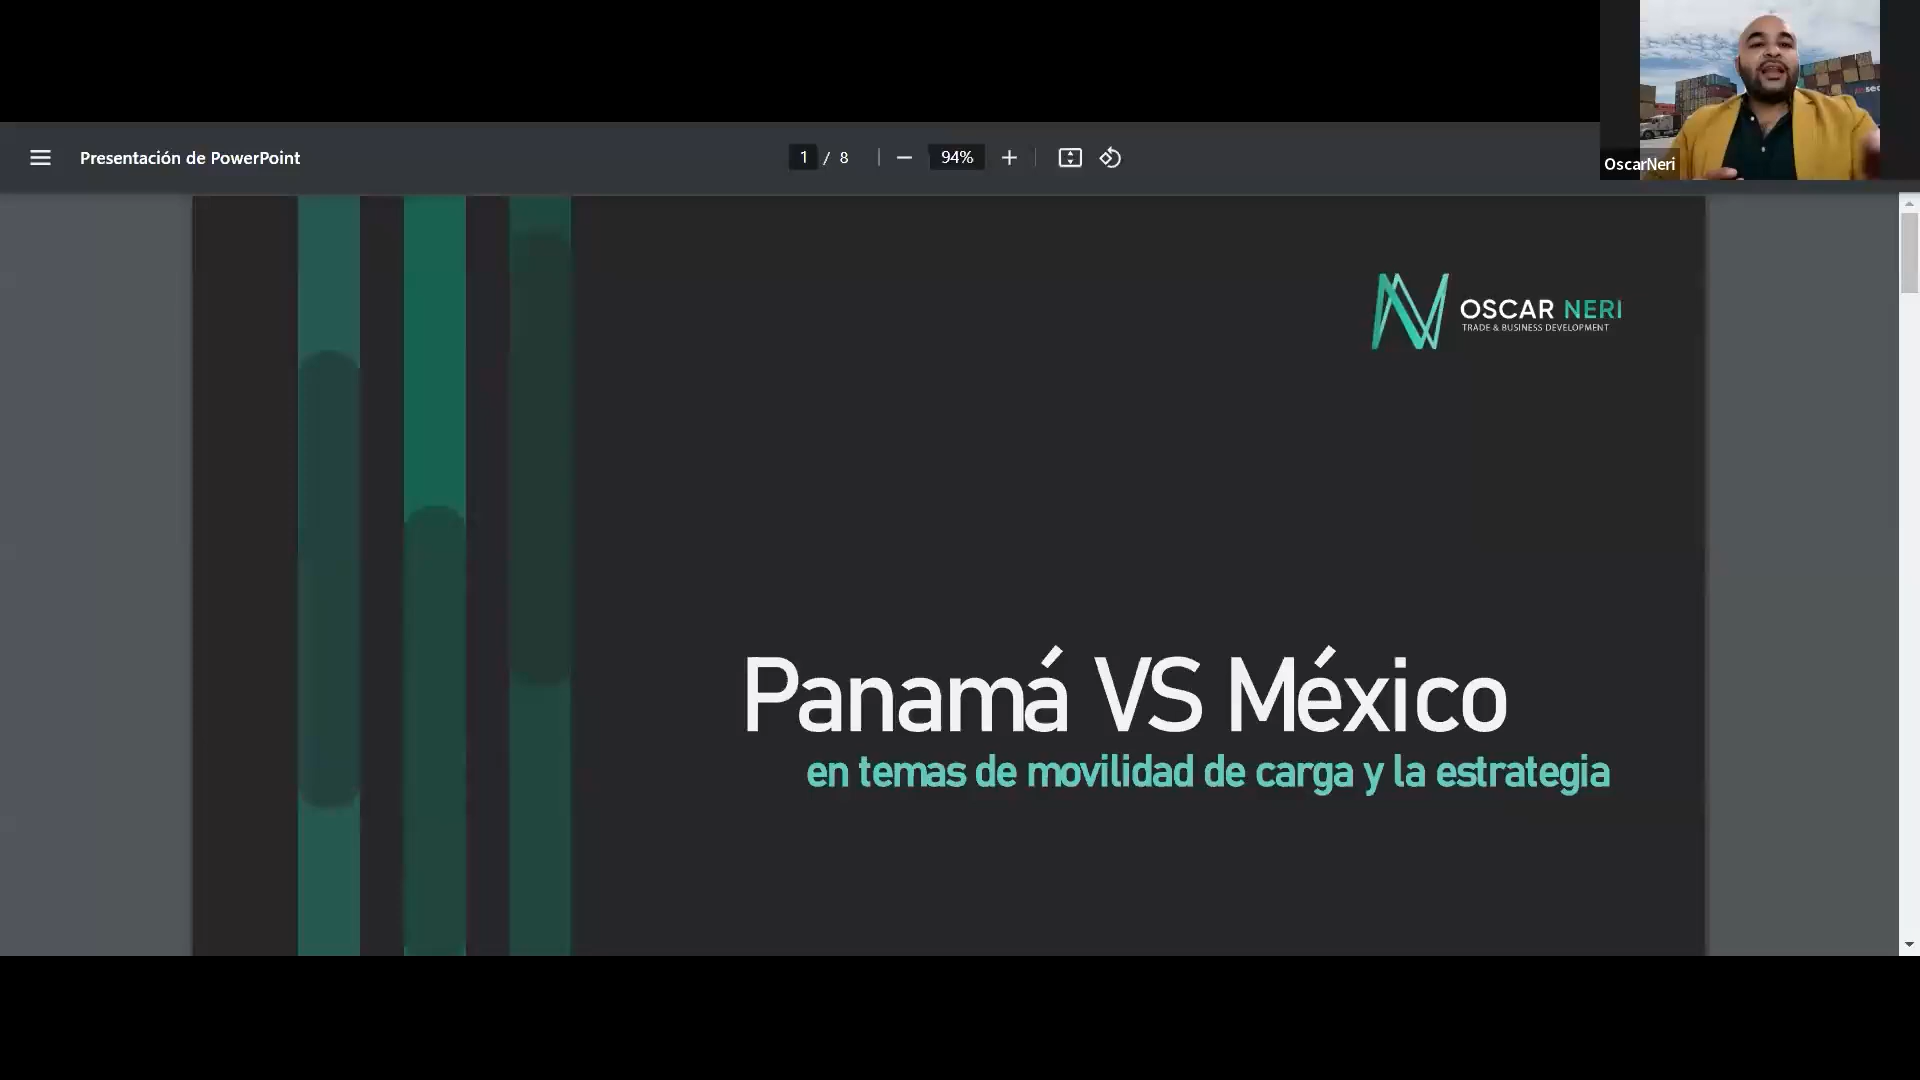 Presentación de PowerPoint
1 / 8
94%
OscarNeri
OSCAR NERI
TRADE & BUSINESS DEVELOPMENT
Panamá VS México
en temas de movilidad de carga y la estrategia